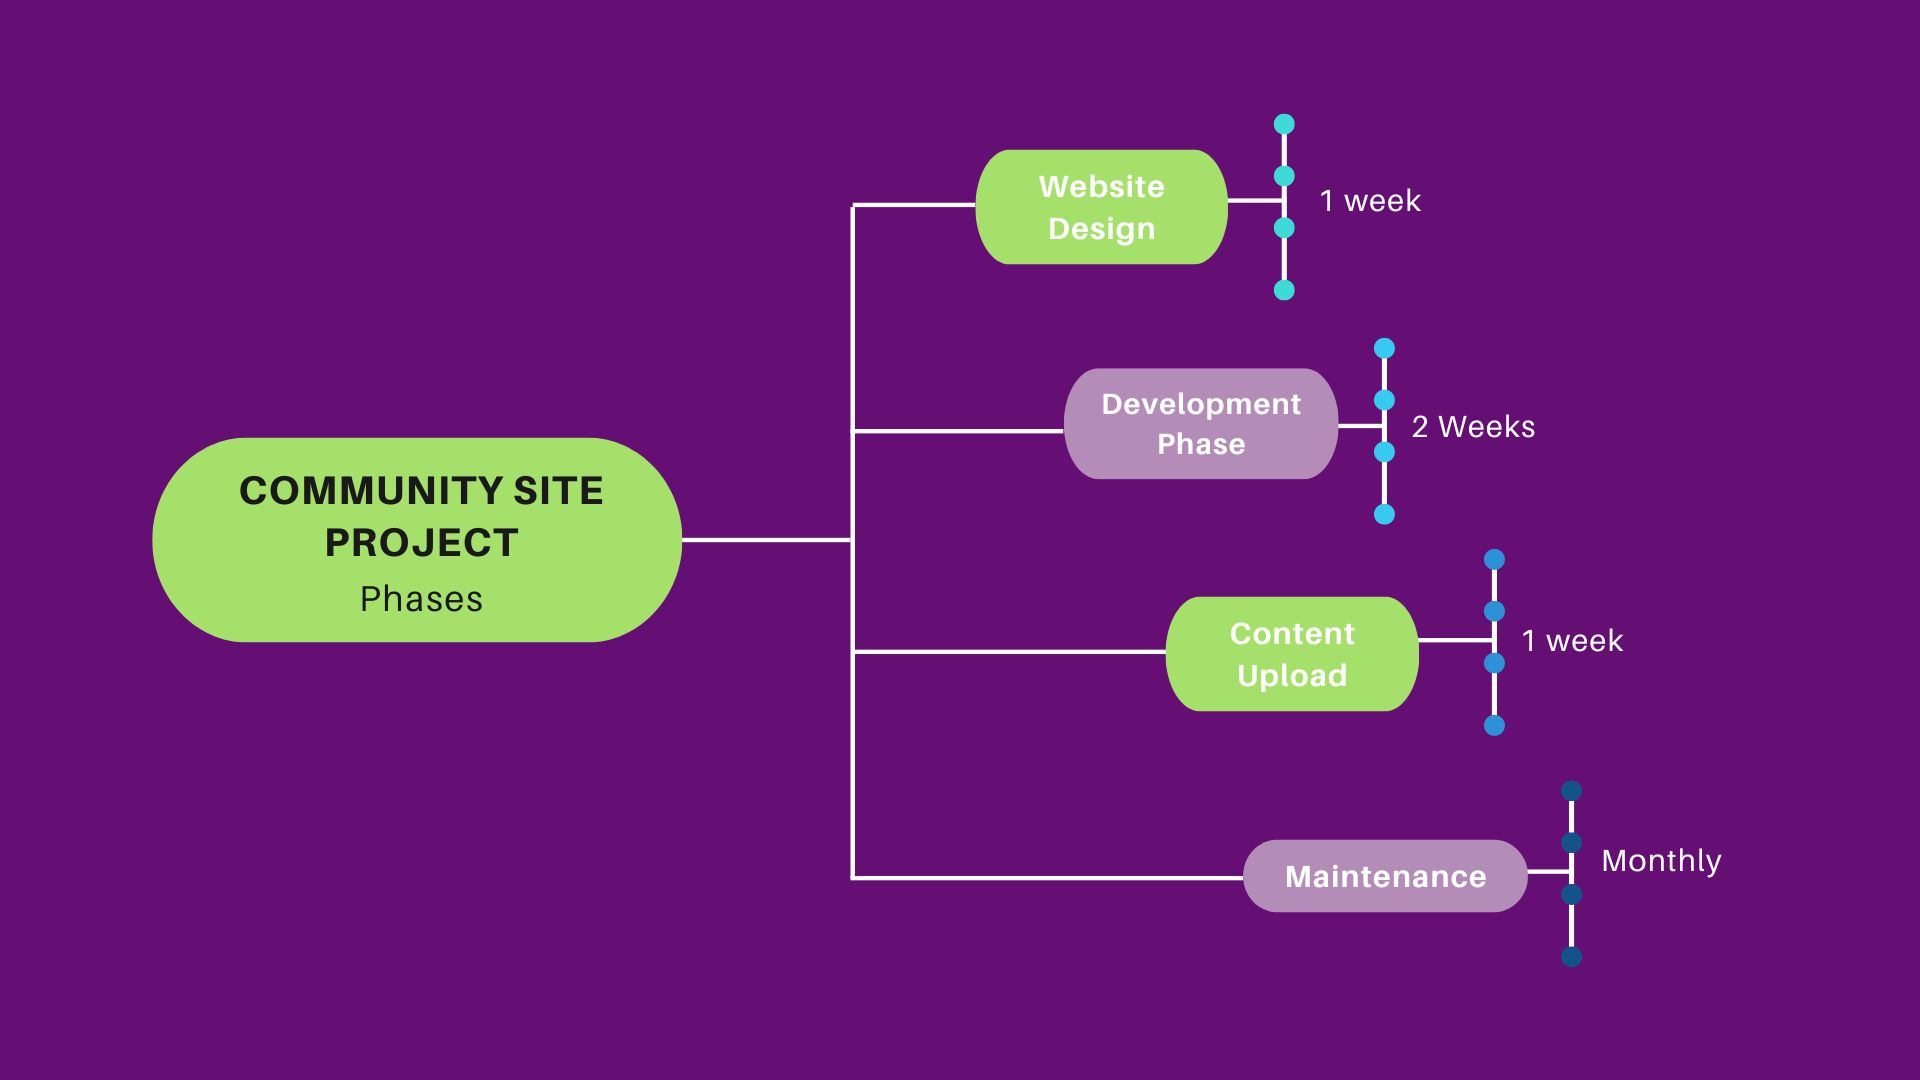 COMMUNITY SITE
PROJECT
Phases
Website
Design
1 week
Development
Phase
2 Weeks
Content
Upload
1 week
Maintenance
Monthly